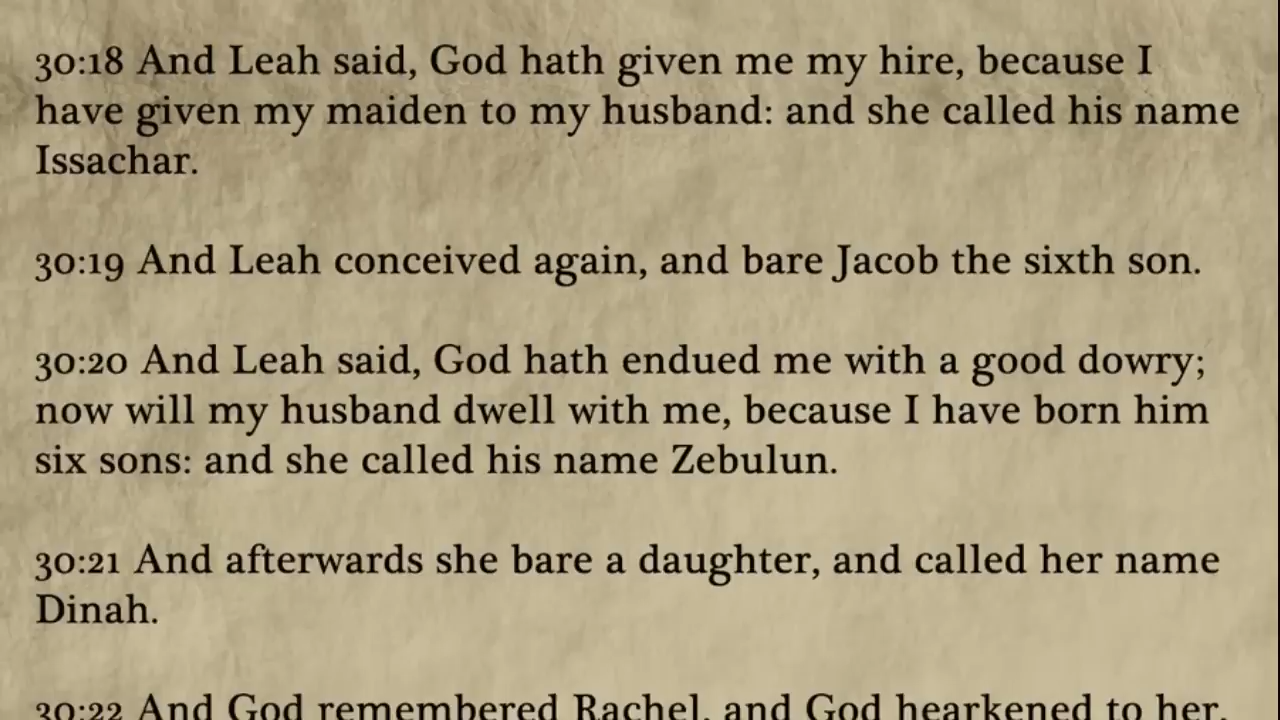 30:18 And Leah said, God hath given me my hire, because I
have given my maiden to my husband: and she called his name
Issachar.
30:19 And Leah conceived again, and bare Jacob the sixth son.
30:20 And Leah said, God hath endued me with a good dowry;
now will my husband dwell with me, because I have born him
six sons: and she called his name Zebulun.
30:21 And afterwards she bare a daughter, and called her name
Dinah.
30:22 And God remembered Rachel, and God hearkened to her,